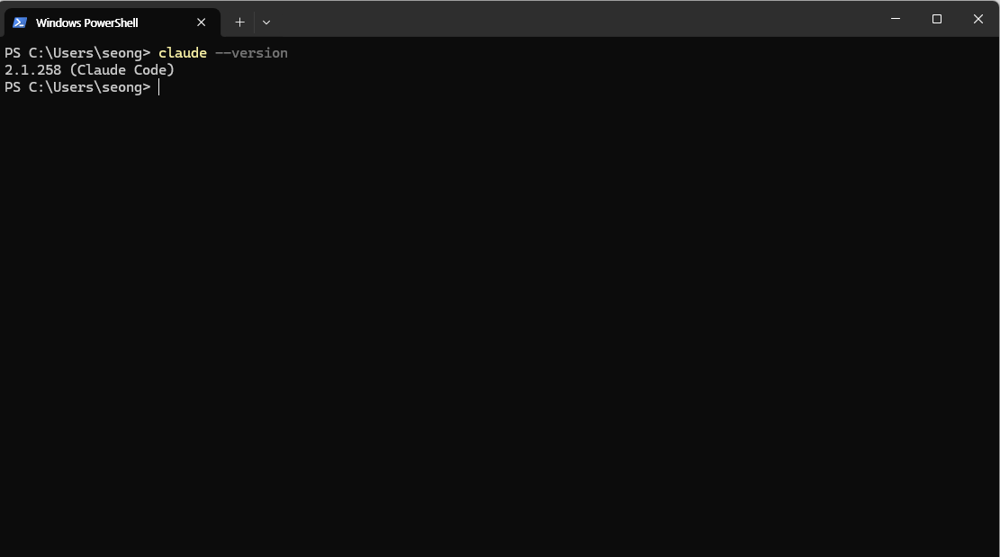 Windows PowerShell
PS C:\Users\seong> claude --version
2.1.258 (Claude Code)
PS C:\Users\seong>